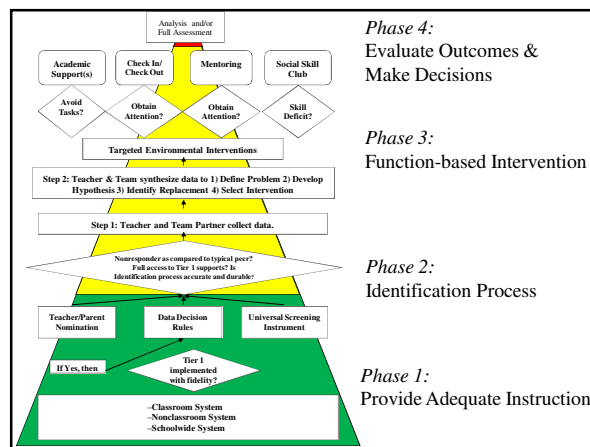 Analysis and/or
Full Assessment
Academic
Support(s)
Check In/
Check Out
Mentoring
Social Skill
Club
Avoid
Tasks?
Obtain
Attention?
Obtain
Attention?
Skill
Deficit?
Targeted Environmental Interventions
Step 2: Teacher & Team synthesize data to 1) Define Problem 2) Develop
Hypothesis 3) Identify Replacement 4) Select Intervention
Step 1: Teacher and Team Partner collect data.
Nonresponder as compared to typical peer?
Full access to Tier 1 supports? Is
Identification process accurate and durable?
Teacher/Parent
Nomination
Data Decision
Rules
Universal Screening
Instrument
If Yes, then
Tier 1
implemented
with fidelity?
–Classroom System
–Nonclassroom System
–Schoolwide System
Phase 4:
Evaluate Outcomes &
Make Decisions
Phase 3:
Function-based Intervention
Phase 2:
Identification Process
Phase 1:
Provide Adequate Instruction